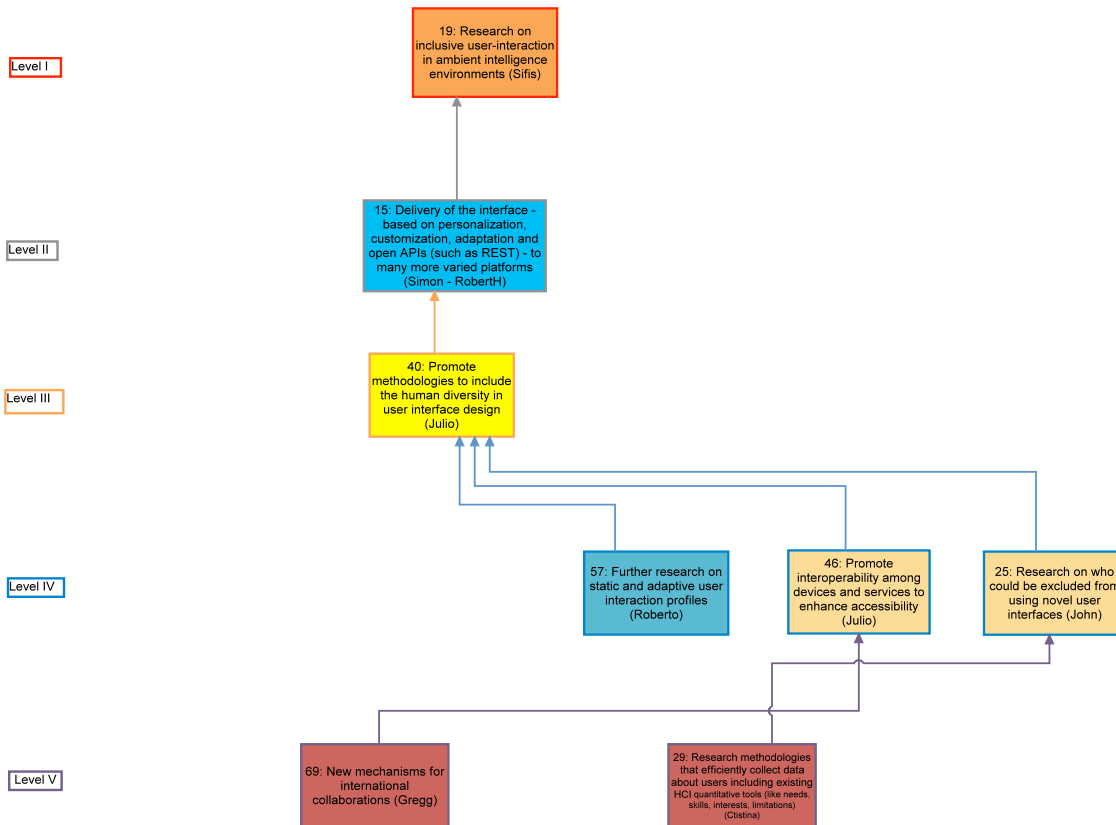 19: Research on
inclusive user-interaction
in ambient intelligence
environments (Sifis)
Level I
15: Delivery of the interface -
based on personalization,
customization, adaptation and
open APIs (such as REST) - to
many more varied platforms
(Simon - RobertH)
Level II
40: Promote
methodologies to include
the human diversity in
user interface design
(Julio)
Level III
57: Further research on
static and adaptive user
interaction profiles
(Roberto)
46: Promote
interoperability among
devices and services to
enhance accessibility
(Julio)
25: Research on who
could be excluded from
using novel user
interfaces (John)
Level IV
69: New mechanisms for
international
collaborations (Gregg)
29: Research methodologies
that efficiently collect data
about users including existing
HCI quantitative tools (like needs,
skills, interests, limitations)
(Ctistina)
Level V